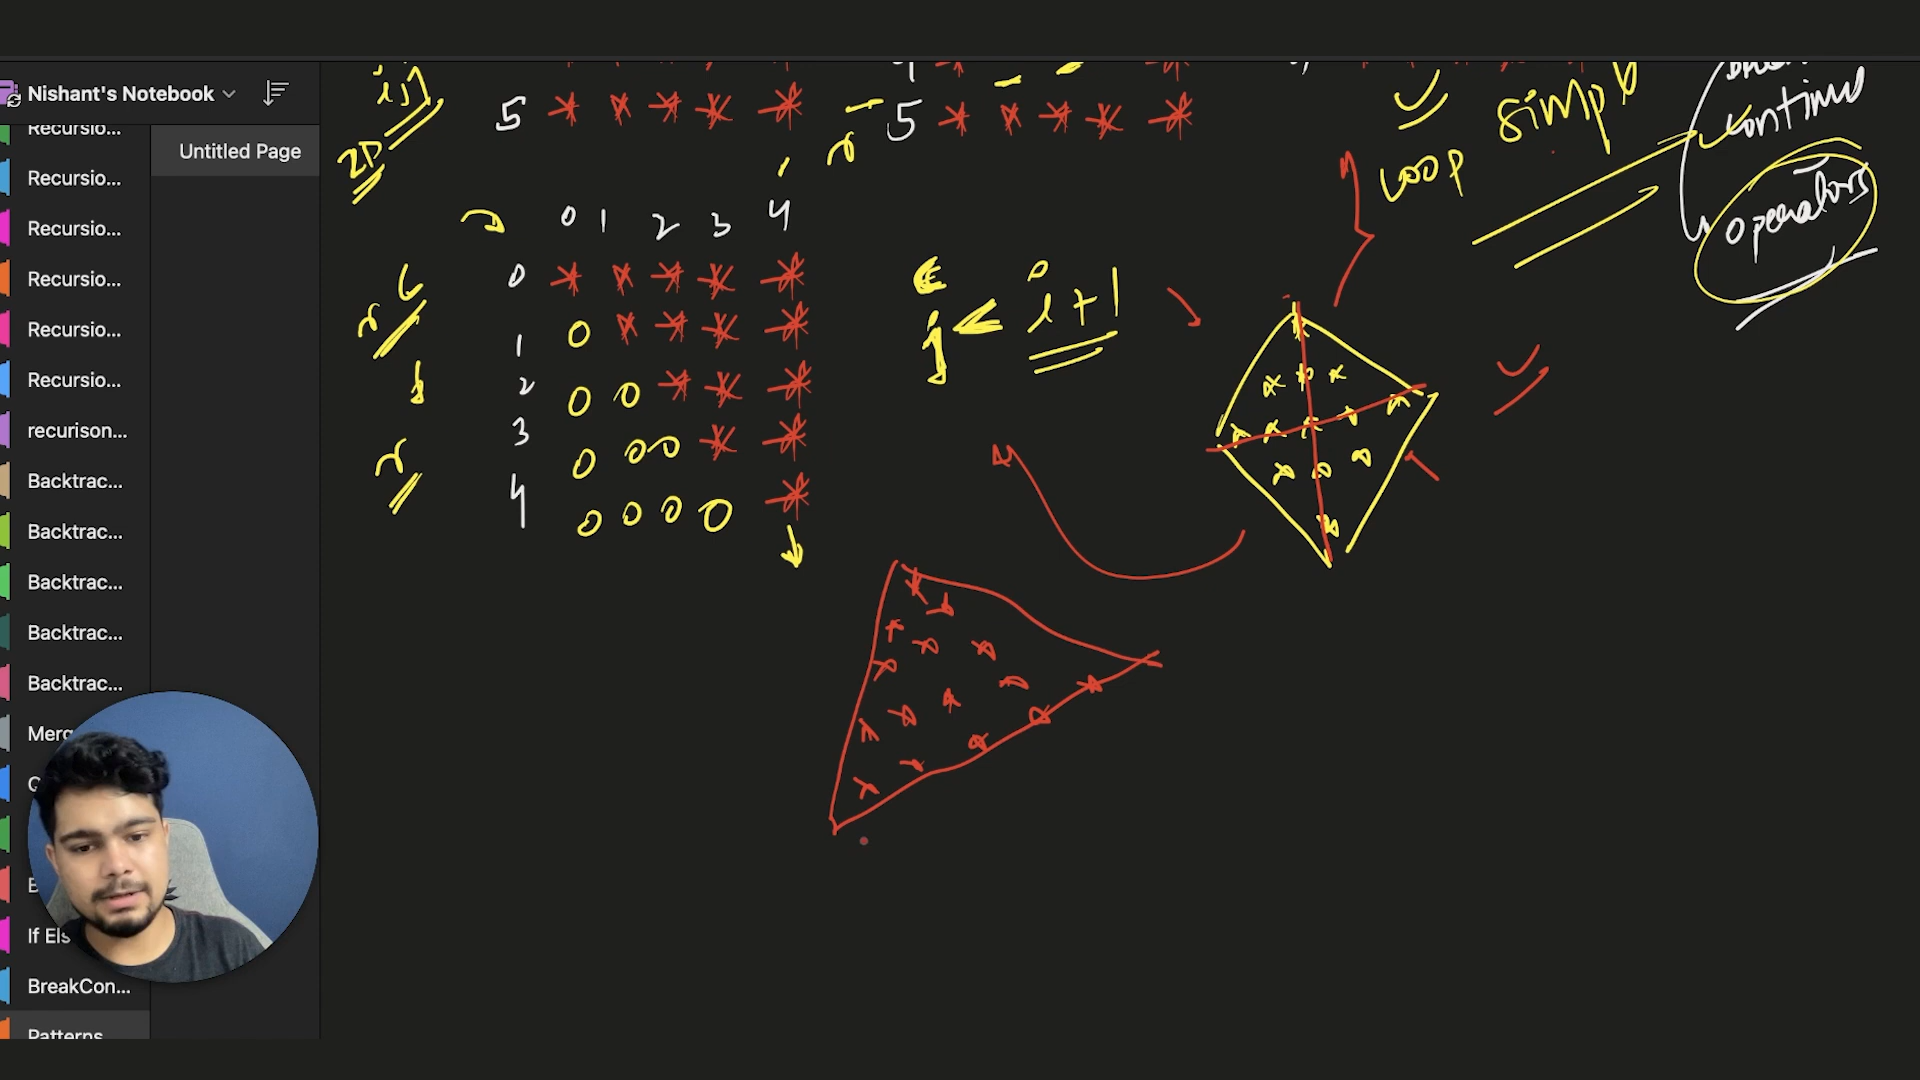 Nishant's Notebook
Recursio...
Recursio...
Recursio...
Recursio...
Recursio...
Recursio...
recurison...
Backtrac...
Backtrac...
Backtrac...
Backtrac...
Backtrac...
Merg
If Els
BreakCon...
Patterns
Untitled Page
2D
5 * * * * *
5 * * * * *
simpl
loop
continue
operators
0 1 2 3 4
0 * * * * *
1 0 * * * *
2 0 0 * * *
3 0 0 0 * *
4 0 0 0 0 *
j < i+1